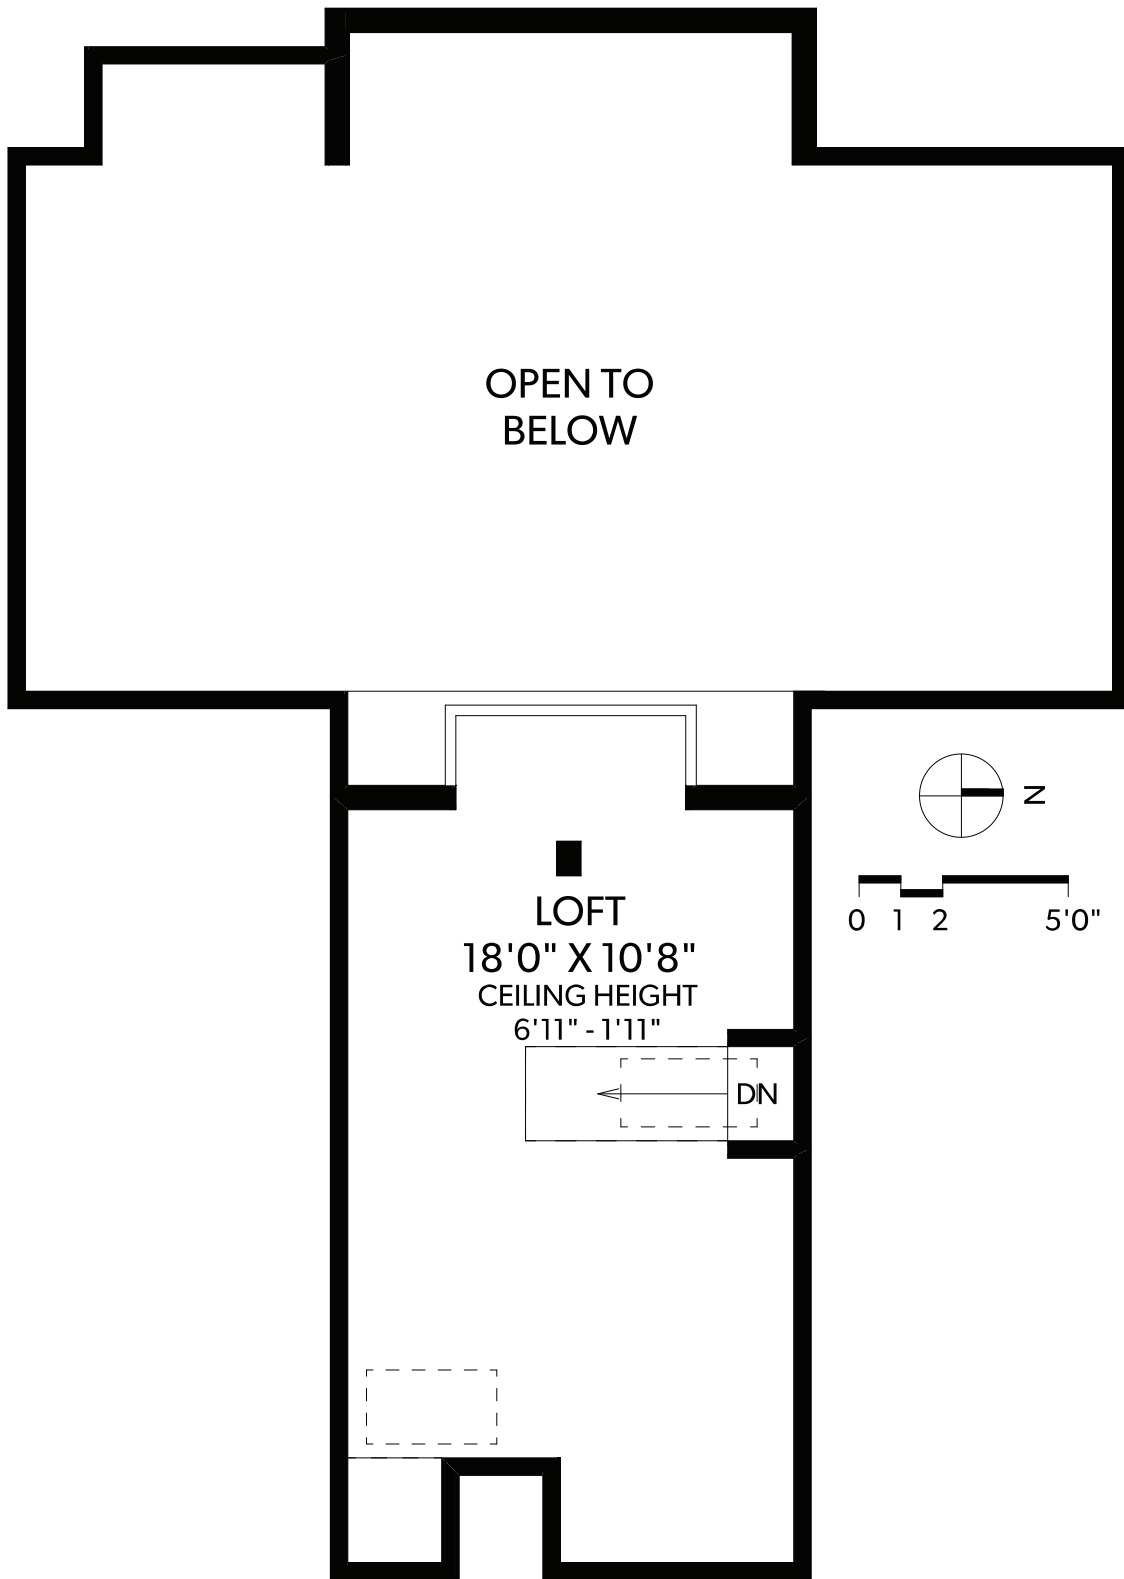 OPEN TO
BELOW
N
0 1 2 5'0"
LOFT
18'0" X 10'8"
CEILING HEIGHT
6'11" - 1'11"
DN